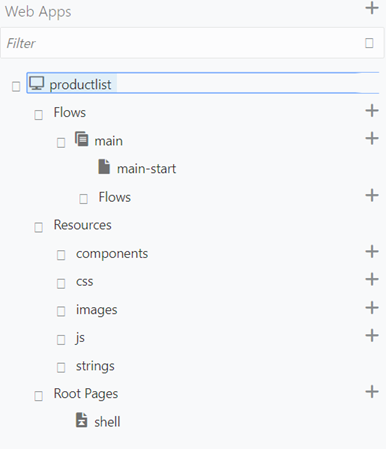 Web Apps
Filter
productlist
Flows
main
main-start
Flows
Resources
components
css
images
js
strings
Root Pages
shell